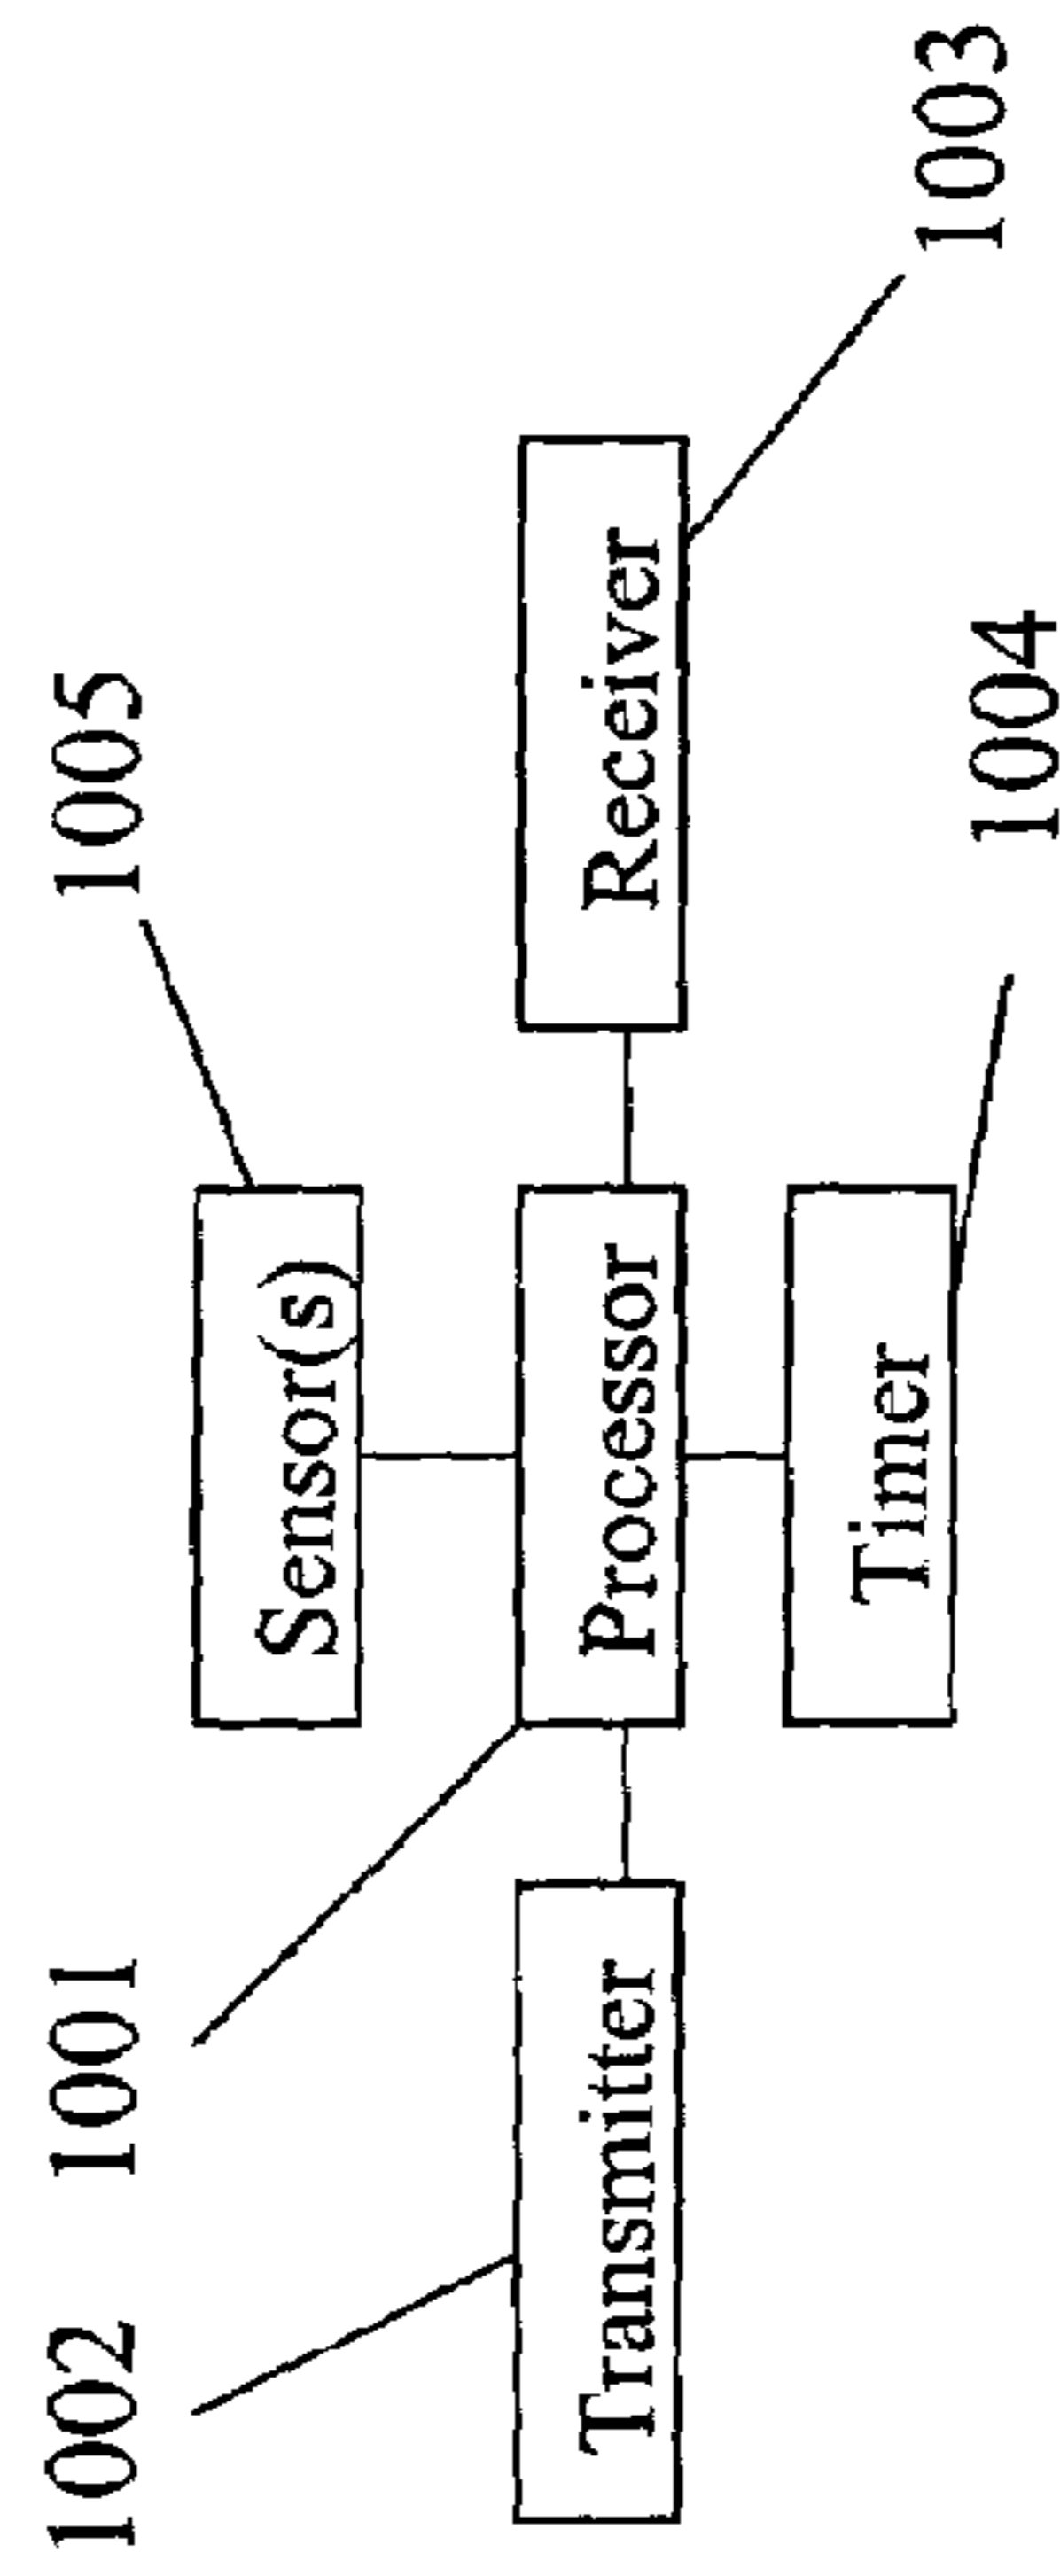 1002
1001
1005
Sensor(s)
Transmitter
Processor
Receiver
Timer
1004
1003